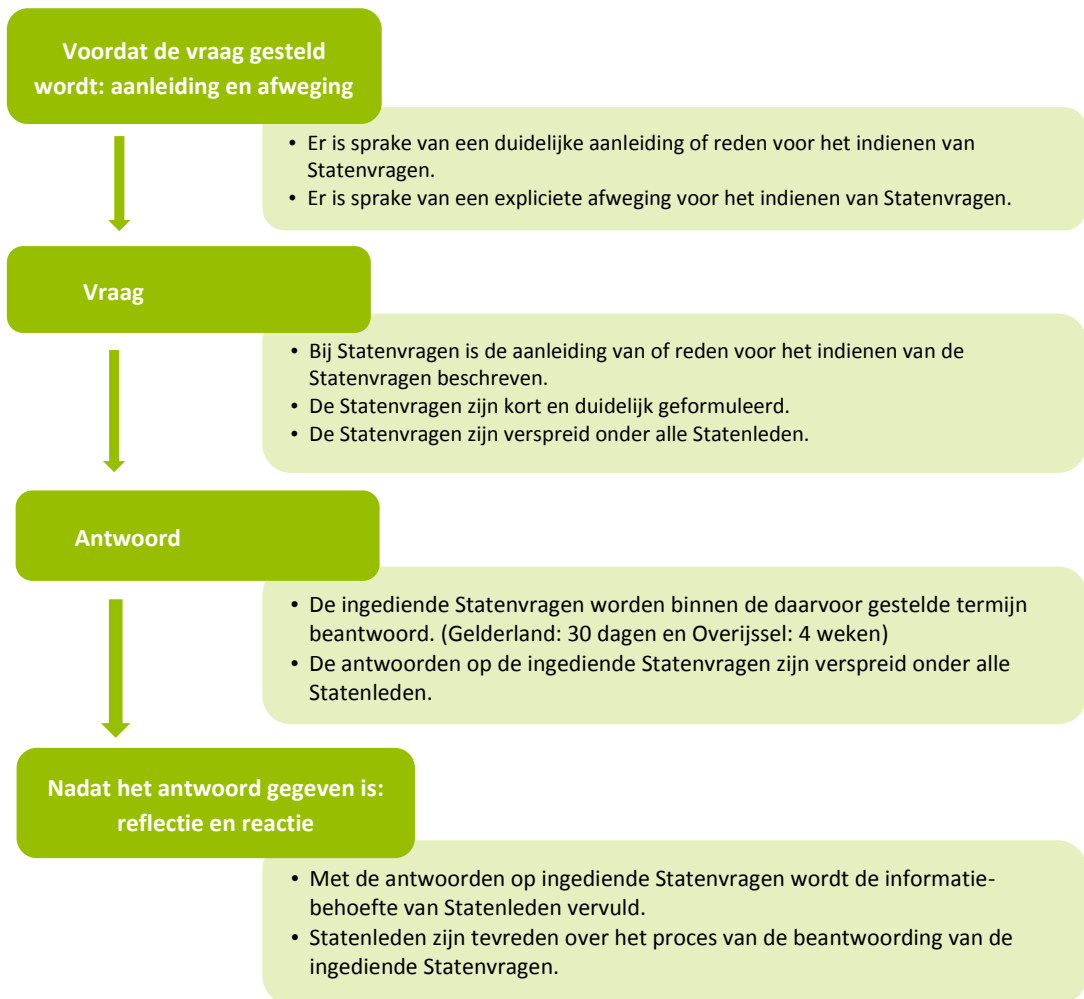 Voordat de vraag gesteld
wordt: aanleiding en afweging
• Er is sprake van een duidelijke aanleiding of reden voor het indienen van
Statenvragen.
• Er is sprake van een expliciete afweging voor het indienen van Statenvragen.
Vraag
• Bij Statenvragen is de aanleiding van of reden voor het indienen van de
Statenvragen beschreven.
• De Statenvragen zijn kort en duidelijk geformuleerd.
• De Statenvragen zijn verspreid onder alle Statenleden.
Antwoord
• De ingediende Statenvragen worden binnen de daarvoor gestelde termijn
beantwoord. (Gelderland: 30 dagen en Overijssel: 4 weken)
• De antwoorden op de ingediende Statenvragen zijn verspreid onder alle
Statenleden.
Nadat het antwoord gegeven is:
reflectie en reactie
• Met de antwoorden op ingediende Statenvragen wordt de informatie-
behoefte van Statenleden vervuld.
• Statenleden zijn tevreden over het proces van de beantwoording van de
ingediende Statenvragen.